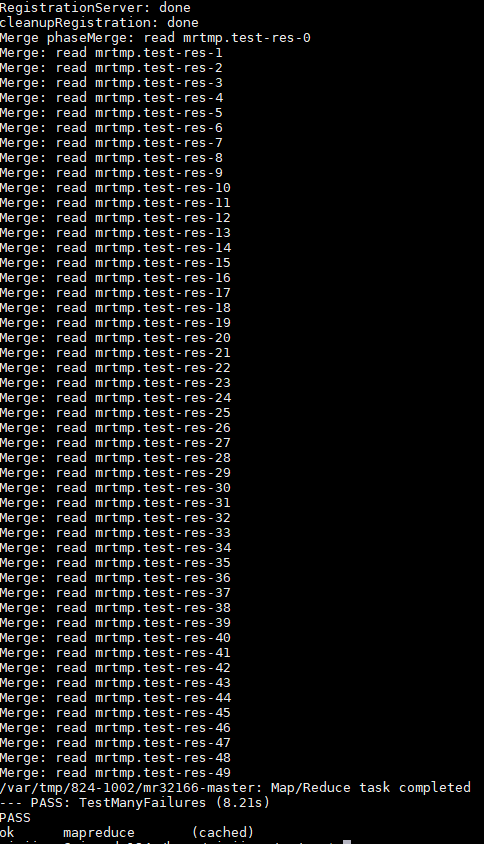 RegistrationServer: done
cleanupRegistration: done
Merge phaseMerge: read mrtmp.test-res-0
Merge: read mrtmp.test-res-1
Merge: read mrtmp.test-res-2
Merge: read mrtmp.test-res-3
Merge: read mrtmp.test-res-4
Merge: read mrtmp.test-res-5
Merge: read mrtmp.test-res-6
Merge: read mrtmp.test-res-7
Merge: read mrtmp.test-res-8
Merge: read mrtmp.test-res-9
Merge: read mrtmp.test-res-10
Merge: read mrtmp.test-res-11
Merge: read mrtmp.test-res-12
Merge: read mrtmp.test-res-13
Merge: read mrtmp.test-res-14
Merge: read mrtmp.test-res-15
Merge: read mrtmp.test-res-16
Merge: read mrtmp.test-res-17
Merge: read mrtmp.test-res-18
Merge: read mrtmp.test-res-19
Merge: read mrtmp.test-res-20
Merge: read mrtmp.test-res-21
Merge: read mrtmp.test-res-22
Merge: read mrtmp.test-res-23
Merge: read mrtmp.test-res-24
Merge: read mrtmp.test-res-25
Merge: read mrtmp.test-res-26
Merge: read mrtmp.test-res-27
Merge: read mrtmp.test-res-28
Merge: read mrtmp.test-res-29
Merge: read mrtmp.test-res-30
Merge: read mrtmp.test-res-31
Merge: read mrtmp.test-res-32
Merge: read mrtmp.test-res-33
Merge: read mrtmp.test-res-34
Merge: read mrtmp.test-res-35
Merge: read mrtmp.test-res-36
Merge: read mrtmp.test-res-37
Merge: read mrtmp.test-res-38
Merge: read mrtmp.test-res-39
Merge: read mrtmp.test-res-40
Merge: read mrtmp.test-res-41
Merge: read mrtmp.test-res-42
Merge: read mrtmp.test-res-43
Merge: read mrtmp.test-res-44
Merge: read mrtmp.test-res-45
Merge: read mrtmp.test-res-46
Merge: read mrtmp.test-res-47
Merge: read mrtmp.test-res-48
Merge: read mrtmp.test-res-49
/var/tmp/824-1002/mr32166-master: Map/Reduce task completed
--- PASS: TestManyFailures (8.21s)
PASS
ok      mapreduce       (cached)